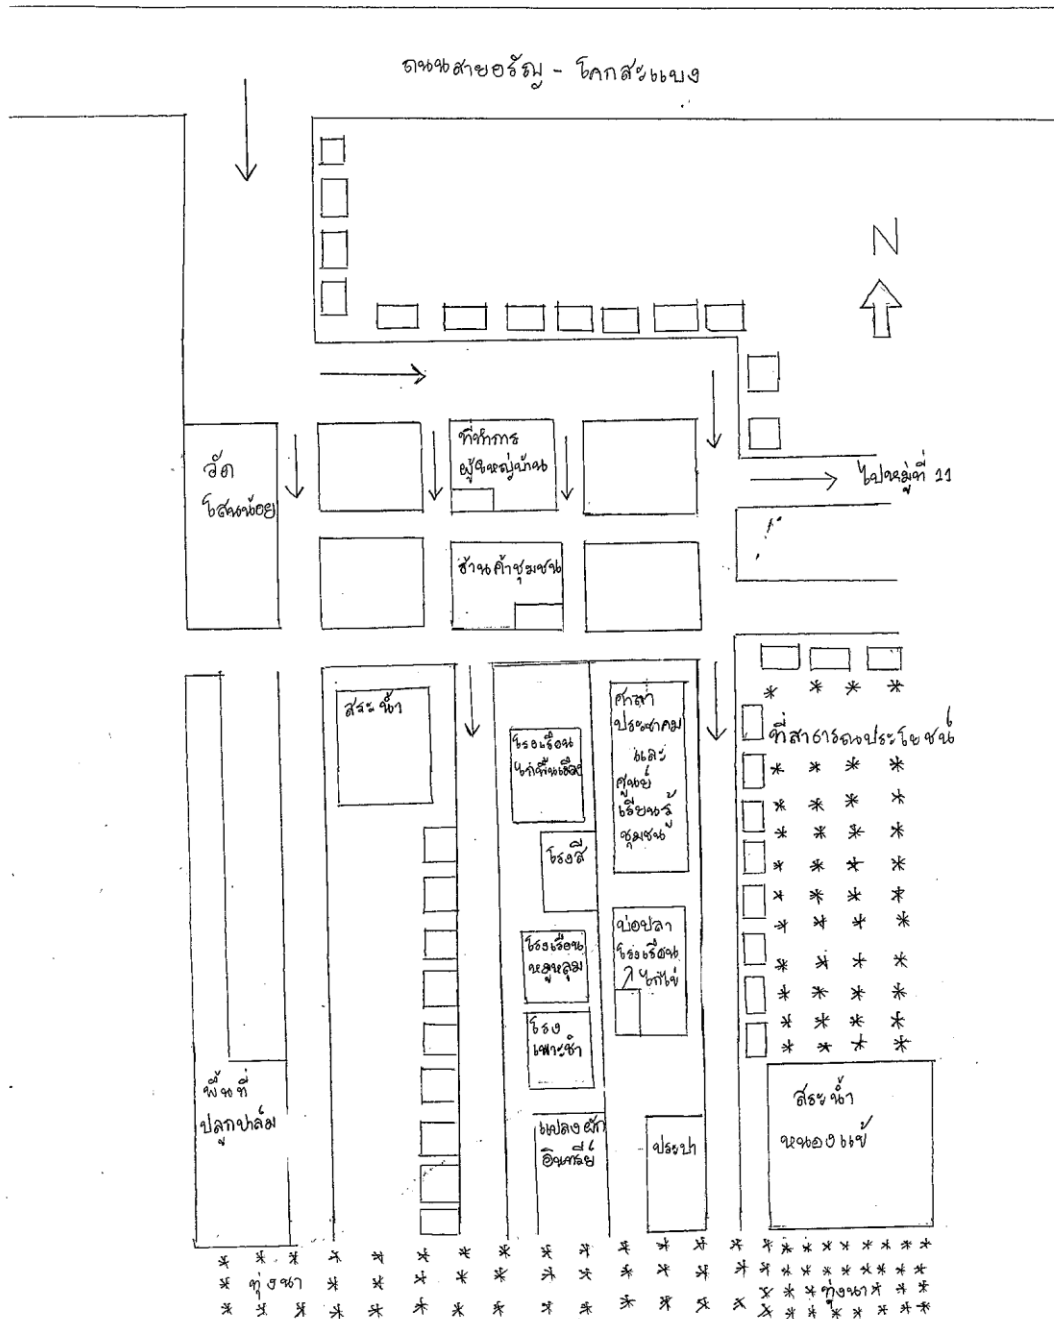 ถนนสายอรัญ - โคกสะแบง
N
ที่ทำการ
ผู้ใหญ่บ้าน
วัด
โสนน้อย
ไปหมู่ที่ 11
ร้านค้าชุมชน
สระน้ำ
ศาลา
ประชาคม
และ
ศูนย์
เรียนรู้
ชุมชน
ที่สาธารณประโยชน์
โรงเรือน
ไก่พื้นเมือง
โรงสี
โรงเรือน
หมูหลุม
บ่อปลา
โรงเรือน
ไก่ไข่
โรง
เพาะชำ
พื้นที่
ปลูกปาล์ม
แปลงผัก
อินทรีย์
ประปา
สระน้ำ
หนองแข้
ทุ่งนา
ทุ่งนา